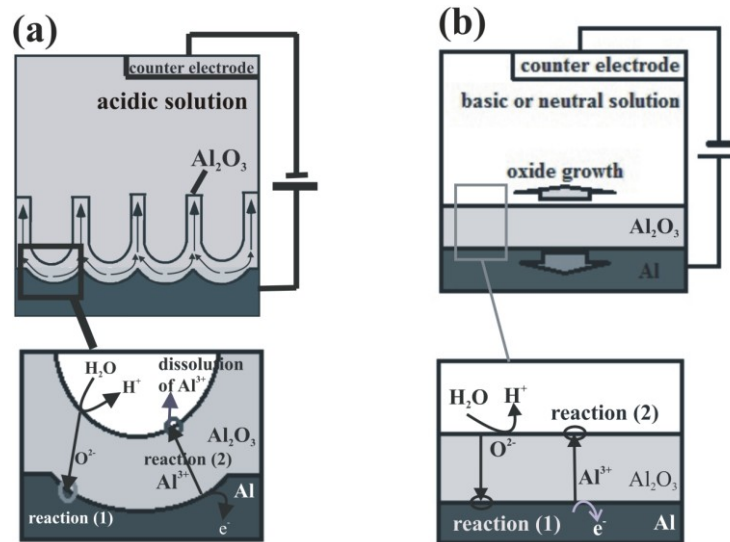 (a)
counter electrode
acidic solution
Al₂O₃
H₂O
H⁺
dissolution
of Al³⁺
Al₂O₃
O²⁻
reaction (2)
Al³⁺
Al
reaction (1)
e⁻
(b)
counter electrode
basic or neutral solution
oxide growth
Al₂O₃
Al
H₂O
H⁺
reaction (2)
O²⁻
Al³⁺
Al₂O₃
reaction (1)
e⁻
Al